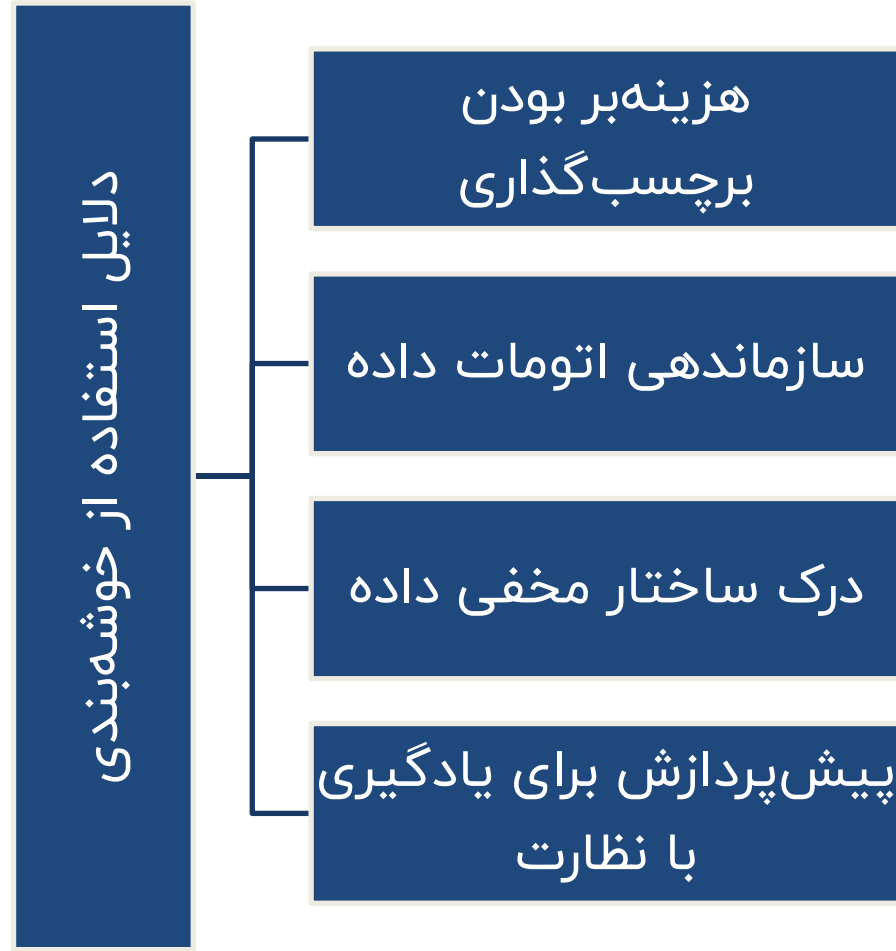 دلایل استفاده از خوشه‌بندی
هزینه‌بر بودن
برچسب‌گذاری
سازماندهی اتومات داده
درک ساختار مخفی داده
پیش‌پردازش برای یادگیری
با نظارت